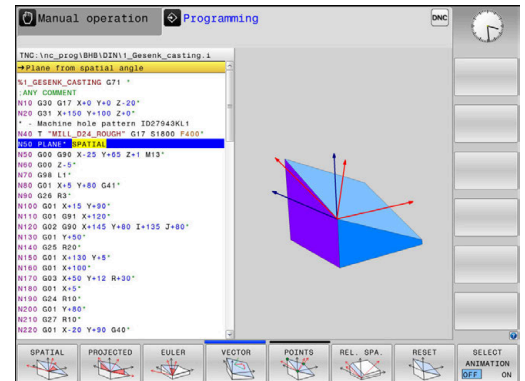 Manual operation
Programming
DNC
TNC:\nc_prog\BHB\DIN\1_Gesenk_casting.i
→Plane from spatial angle
%1_GESENK_CASTING G71 *
;ANY COMMENT
N10 G30 G17 X+0 Y+0 Z-20*
N20 G31 X+150 Y+100 Z+0*
* - Machine hole pattern ID27943KL1
N40 T "MILL_D24_ROUGH" G17 S1800 F400*
N50 PLANE* SPATIAL
N50 G00 G90 X-25 Y+65 Z+1 M13*
N60 G00 Z-5*
N70 G98 L1*
N80 G01 X+5 Y+80 G41*
N90 G26 R3*
N100 G01 X+15 Y+90*
N110 G01 G91 X+120*
N120 G02 G90 X+145 Y+80 I+135 J+80*
N130 G01 Y+50*
N140 G25 R20*
N150 G01 X+130 Y+5*
N160 G01 X+100*
N170 G03 X+50 Y+12 R+30*
N180 G01 X+5*
N190 G24 R10*
N200 G01 Y+80*
N210 G27 R10*
N220 G01 X-20 Y+90 G40*
SPATIAL
PROJECTED
EULER
VECTOR
POINTS
REL. SPA.
RESET
SELECT
ANIMATION
OFF ON